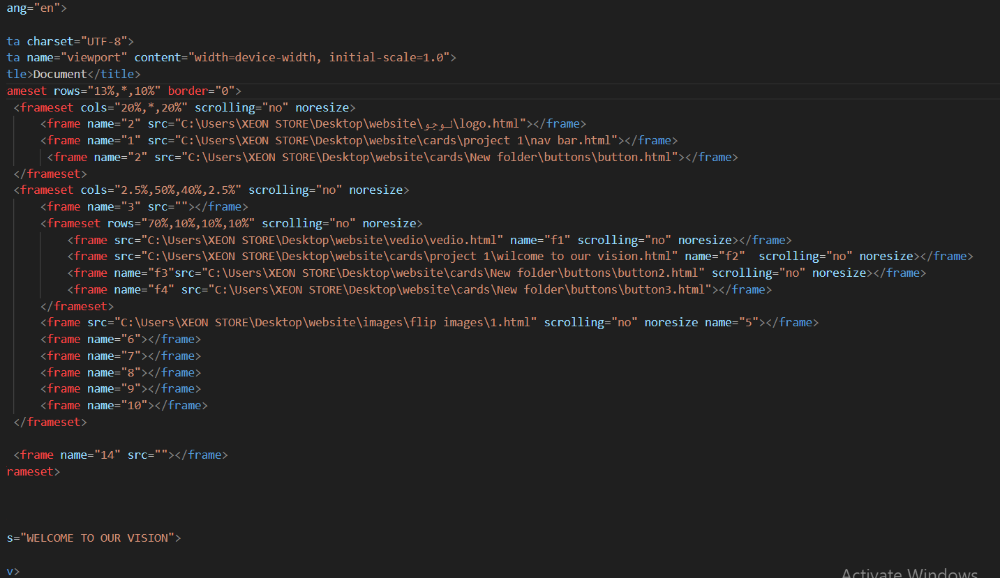 ang="en">
ta charset="UTF-8">
ta name="viewport" content="width=device-width, initial-scale=1.0">
tle>Document</title>
ameset rows="13%,*,10%" border="0">
<frameset cols="20%,*,20%" scrolling="no" noresize>
<frame name="2" src="C:\Users\XEON STORE\Desktop\website\لوجو\logo.html"></frame>
<frame name="1" src="C:\Users\XEON STORE\Desktop\website\cards\project 1\nav bar.html"></frame>
<frame name="2" src="C:\Users\XEON STORE\Desktop\website\cards\New folder\buttons\button.html"></frame>
</frameset>
<frameset cols="2.5%,50%,40%,2.5%" scrolling="no" noresize>
<frame name="3" src=""></frame>
<frameset rows="70%,10%,10%,10%" scrolling="no" noresize>
<frame src="C:\Users\XEON STORE\Desktop\website\vedio\vedio.html" name="f1" scrolling="no" noresize></frame>
<frame src="C:\Users\XEON STORE\Desktop\website\cards\project 1\wilcome to our vision.html" name="f2"  scrolling="no" noresize></frame>
<frame name="f3"src="C:\Users\XEON STORE\Desktop\website\cards\New folder\buttons\button2.html" scrolling="no" noresize></frame>
<frame name="f4" src="C:\Users\XEON STORE\Desktop\website\cards\New folder\buttons\button3.html"></frame>
</frameset>
<frame src="C:\Users\XEON STORE\Desktop\website\images\flip images\1.html" scrolling="no" noresize name="5"></frame>
<frame name="6"></frame>
<frame name="7"></frame>
<frame name="8"></frame>
<frame name="9"></frame>
<frame name="10"></frame>
</frameset>
<frame name="14" src=""></frame>
rameset>
s="WELCOME TO OUR VISION">
v>
Activate Windows